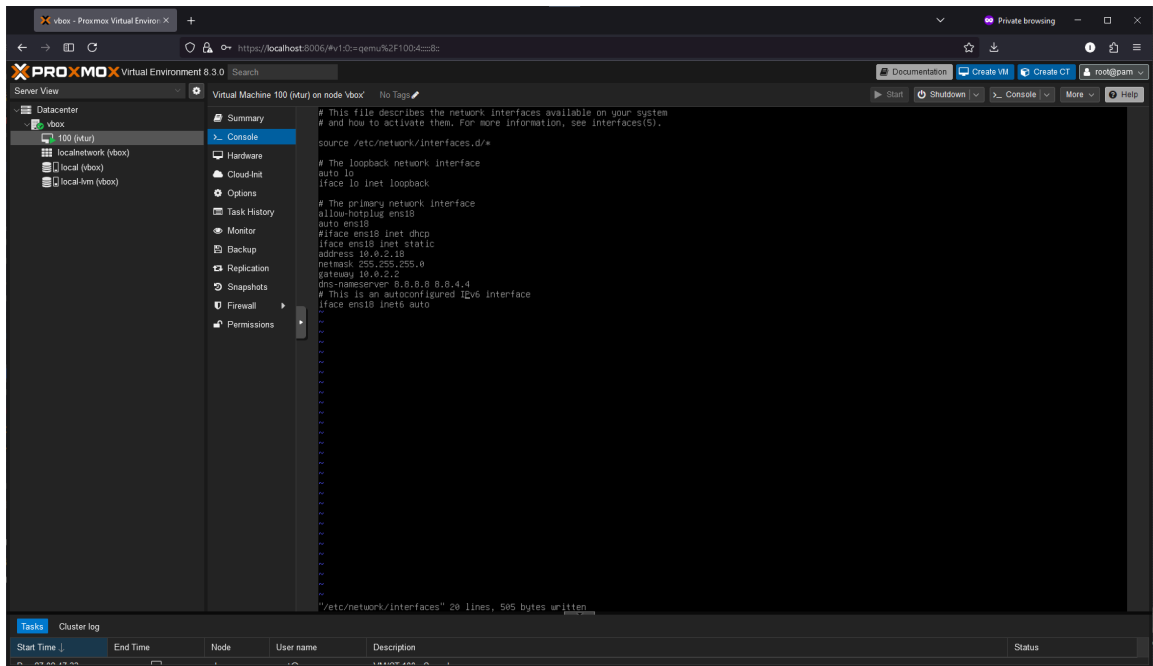 vbox - Proxmox Virtual Environ
Private browsing
https://localhost:8006/#v1:0:=qemu%2F100:4:::::8::
PROXMOX Virtual Environment 8.3.0 Search
Documentation Create VM Create CT root@pam
Server View
Virtual Machine 100 (ivtur) on node 'vbox' No Tags
Start Shutdown Console More Help
Datacenter
vbox
100 (ivtur)
localnetwork (vbox)
local (vbox)
local-lvm (vbox)
Summary
Console
Hardware
Cloud-Init
Options
Task History
Monitor
Backup
Replication
Snapshots
Firewall
Permissions
# This file describes the network interfaces available on your system
# and how to activate them. For more information, see interfaces(5).
source /etc/network/interfaces.d/*
# The loopback network interface
auto lo
iface lo inet loopback
# The primary network interface
allow-hotplug ens18
auto ens18
#iface ens18 inet dhcp
iface ens18 inet static
address 10.0.2.18
netmask 255.255.255.0
gateway 10.0.2.2
dns-nameserver 8.8.8.8 8.8.4.4
# This is an autoconfigured IPv6 interface
iface ens18 inet6 auto
"/etc/network/interfaces" 20 lines, 505 bytes written
Tasks Cluster log
Start Time ↓ End Time Node User name Description Status